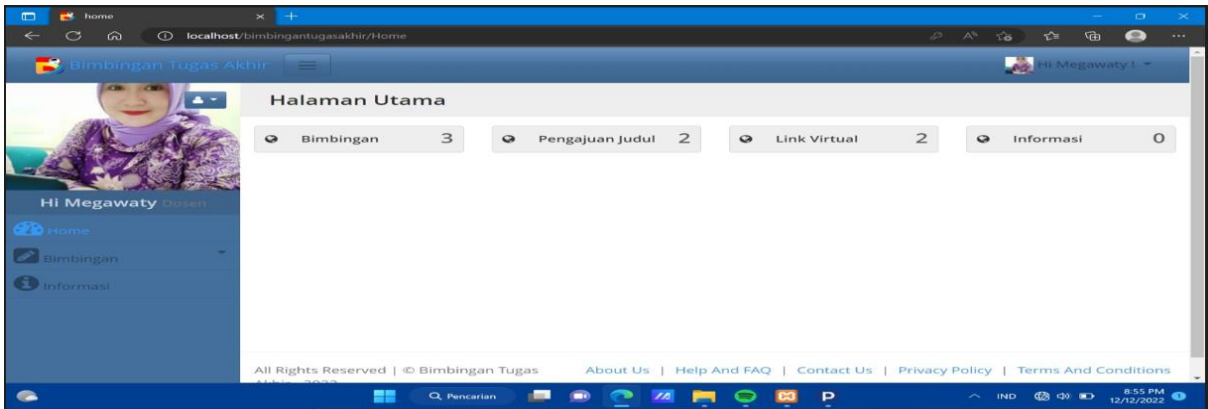 home
localhost/bimbingantugasakhir/Home
Bimbingan Tugas Akhir
Hi Megawaty !
Halaman Utama
Bimbingan 3
Pengajuan Judul 2
Link Virtual 2
Informasi 0
Hi Megawaty Dosen
Home
Bimbingan
Informasi
All Rights Reserved | © Bimbingan Tugas
About Us | Help And FAQ | Contact Us | Privacy Policy | Terms And Conditions
Pencarian
IND
8:55 PM
12/12/2022